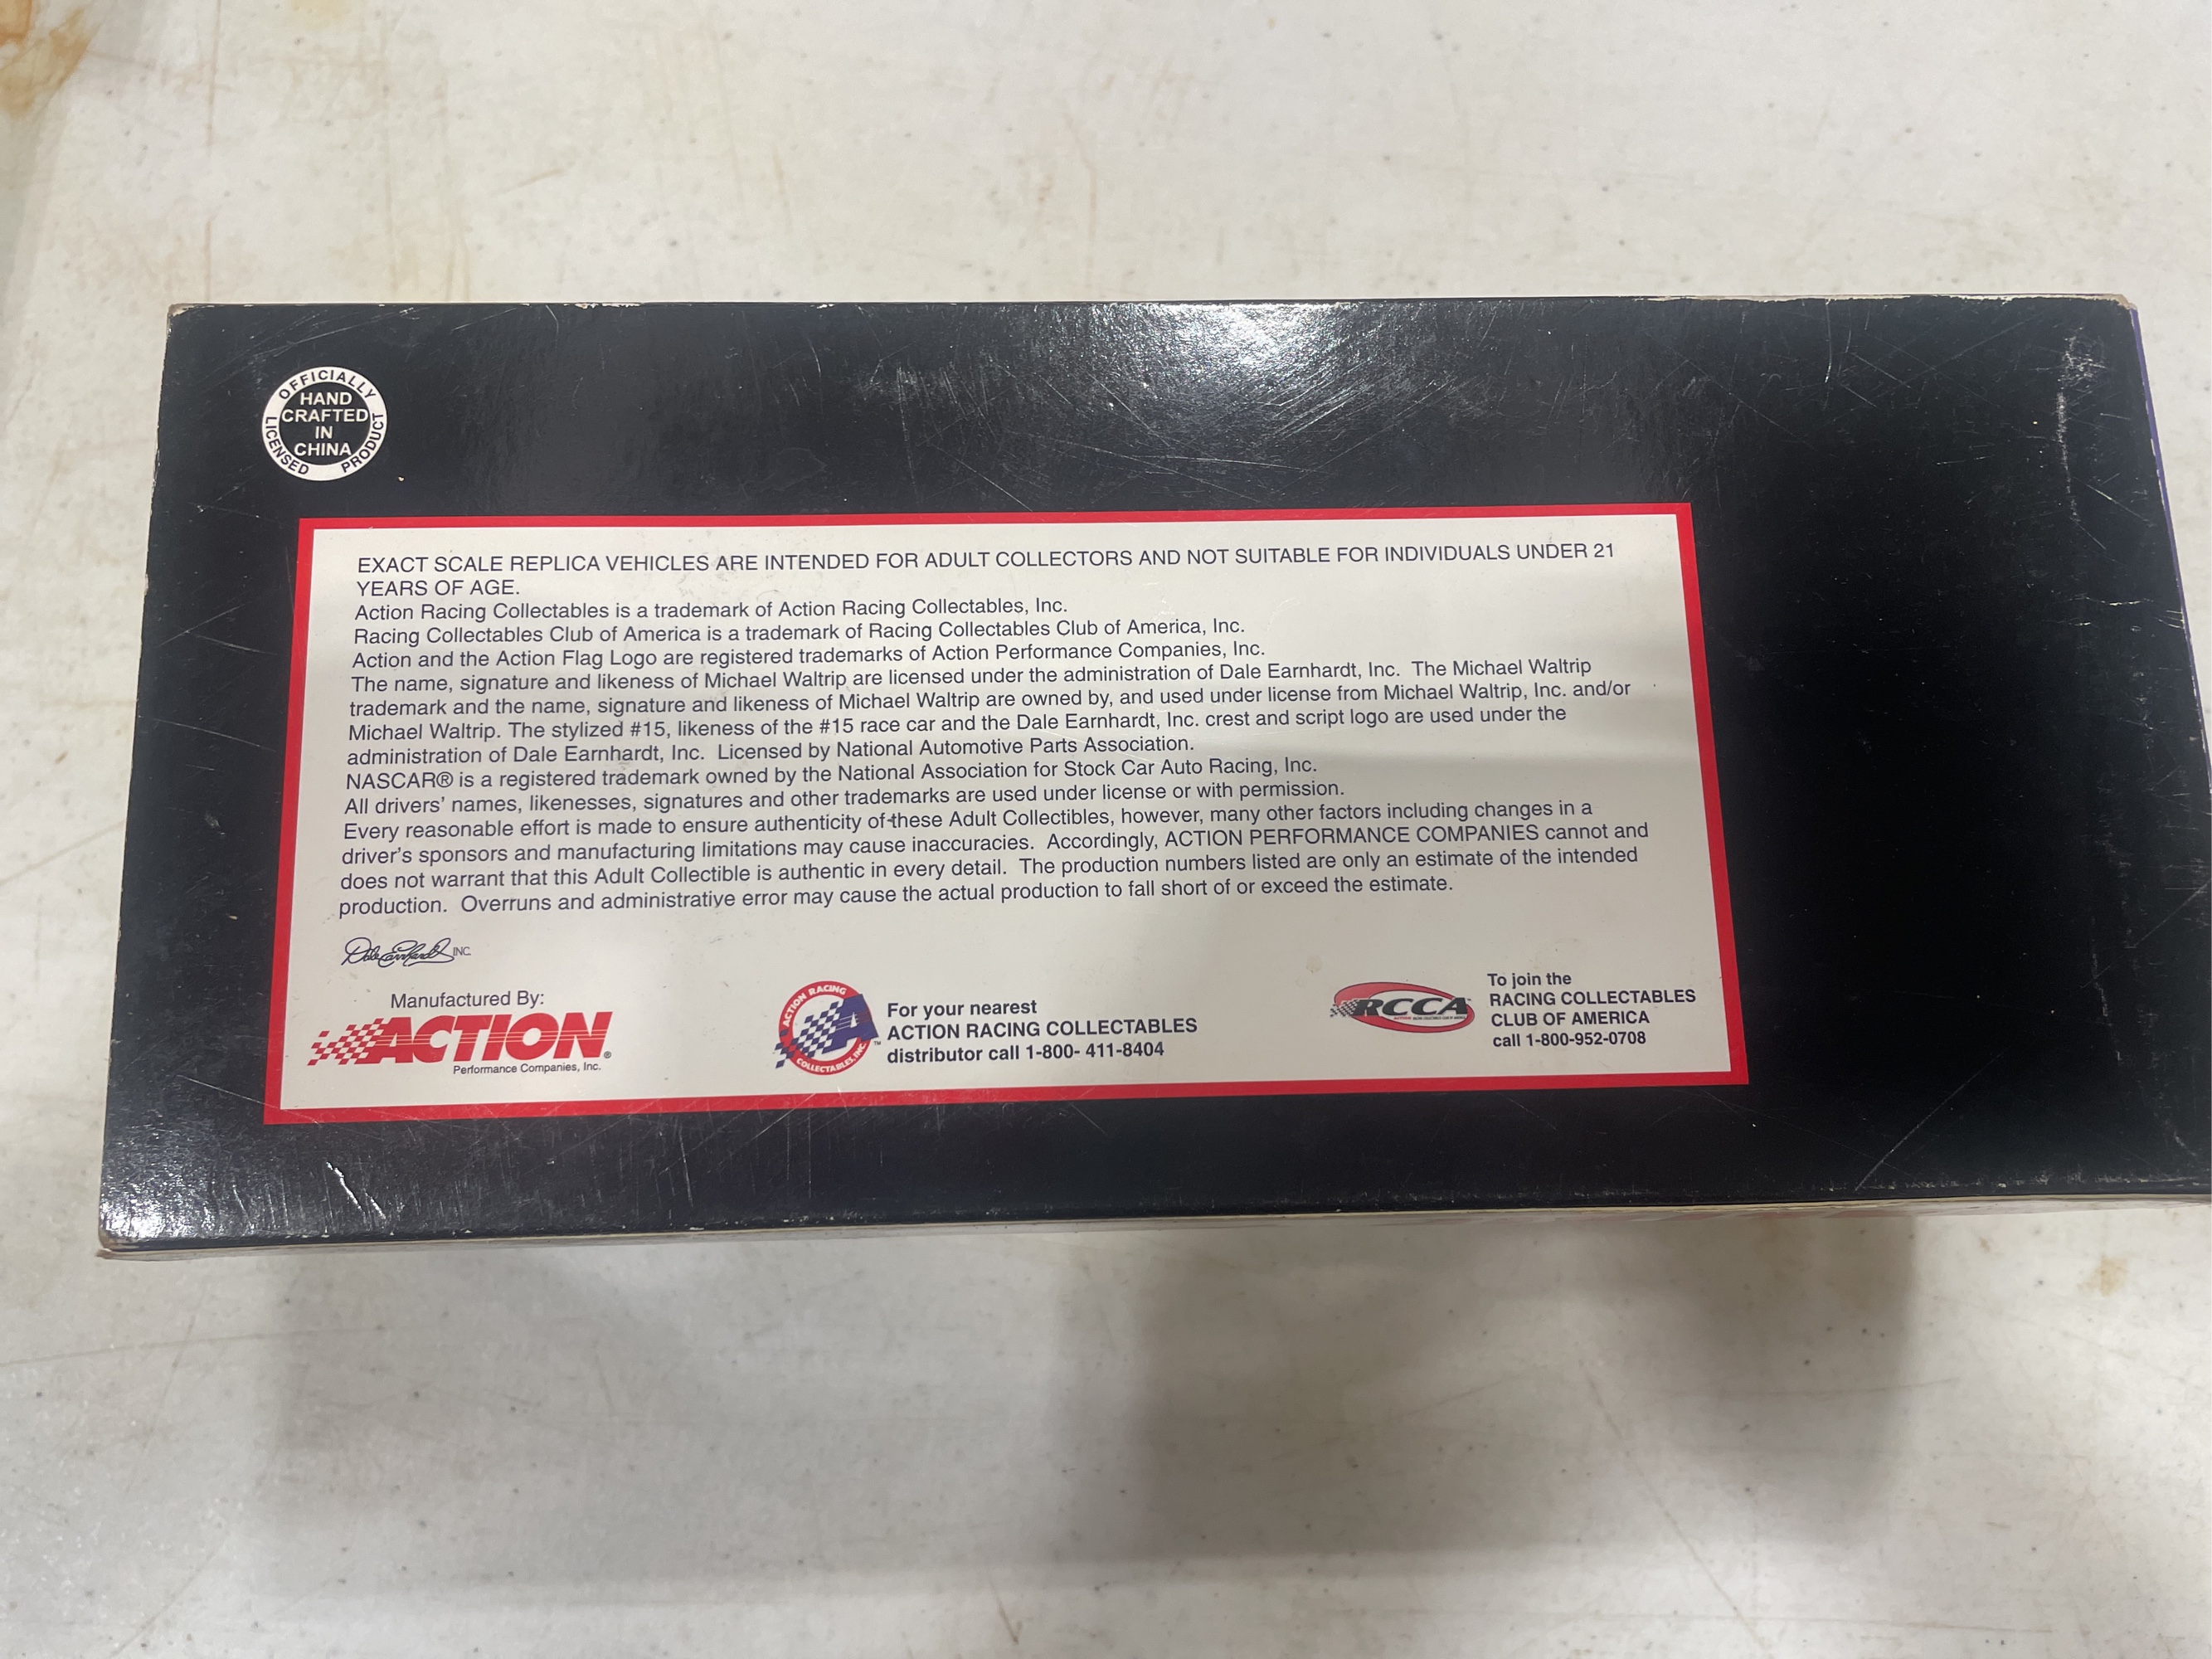 OFFICIALLY LICENSED PRODUCT
HAND
CRAFTED
IN
CHINA
EXACT SCALE REPLICA VEHICLES ARE INTENDED FOR ADULT COLLECTORS AND NOT SUITABLE FOR INDIVIDUALS UNDER 21
YEARS OF AGE.
Action Racing Collectables is a trademark of Action Racing Collectables, Inc.
Racing Collectables Club of America is a trademark of Racing Collectables Club of America, Inc.
Action and the Action Flag Logo are registered trademarks of Action Performance Companies, Inc.
The name, signature and likeness of Michael Waltrip are licensed under the administration of Dale Earnhardt, Inc. The Michael Waltrip
trademark and the name, signature and likeness of Michael Waltrip are owned by, and used under license from Michael Waltrip, Inc. and/or
Michael Waltrip. The stylized #15, likeness of the #15 race car and the Dale Earnhardt, Inc. crest and script logo are used under the
administration of Dale Earnhardt, Inc. Licensed by National Automotive Parts Association.
NASCAR® is a registered trademark owned by the National Association for Stock Car Auto Racing, Inc.
All drivers' names, likenesses, signatures and other trademarks are used under license or with permission.
Every reasonable effort is made to ensure authenticity of these Adult Collectibles, however, many other factors including changes in a
driver's sponsors and manufacturing limitations may cause inaccuracies. Accordingly, ACTION PERFORMANCE COMPANIES cannot and
does not warrant that this Adult Collectible is authentic in every detail. The production numbers listed are only an estimate of the intended
production. Overruns and administrative error may cause the actual production to fall short of or exceed the estimate.
Dale Earnhardt INC.
Manufactured By:
ACTION®
Performance Companies, Inc.
ACTION RACING
COLLECTABLES, INC.
A™
For your nearest
ACTION RACING COLLECTABLES
distributor call 1-800- 411-8404
RCCA
To join the
RACING COLLECTABLES
CLUB OF AMERICA
call 1-800-952-0708